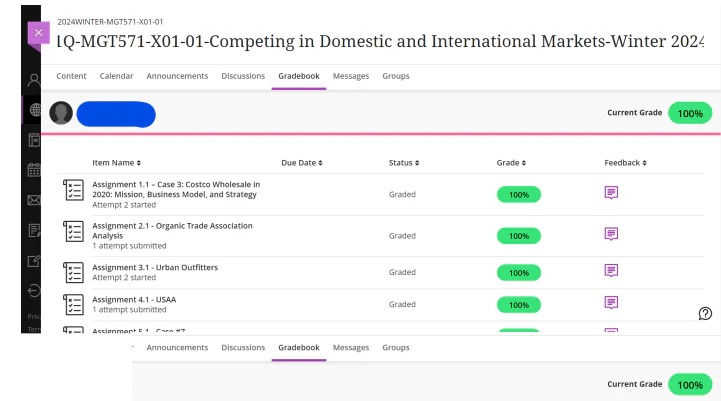 2024WINTER-MGT571-X01-01
IQ-MGT571-X01-01-Competing in Domestic and International Markets-Winter 2024
Content Calendar Announcements Discussions Gradebook Messages Groups
Current Grade 100%
Item Name Due Date Status Grade Feedback
Assignment 1.1 – Case 3: Costco Wholesale in
2020: Mission, Business Model, and Strategy
Attempt 2 started
Graded 100%
Assignment 2.1 - Organic Trade Association
Analysis
1 attempt submitted
Graded 100%
Assignment 3.1 - Urban Outfitters
Attempt 2 started
Graded 100%
Assignment 4.1 - USAA
1 attempt submitted
Graded 100%
Assignment 5.1 - Case #7
Priv
Tern
Announcements Discussions Gradebook Messages Groups
Current Grade 100%